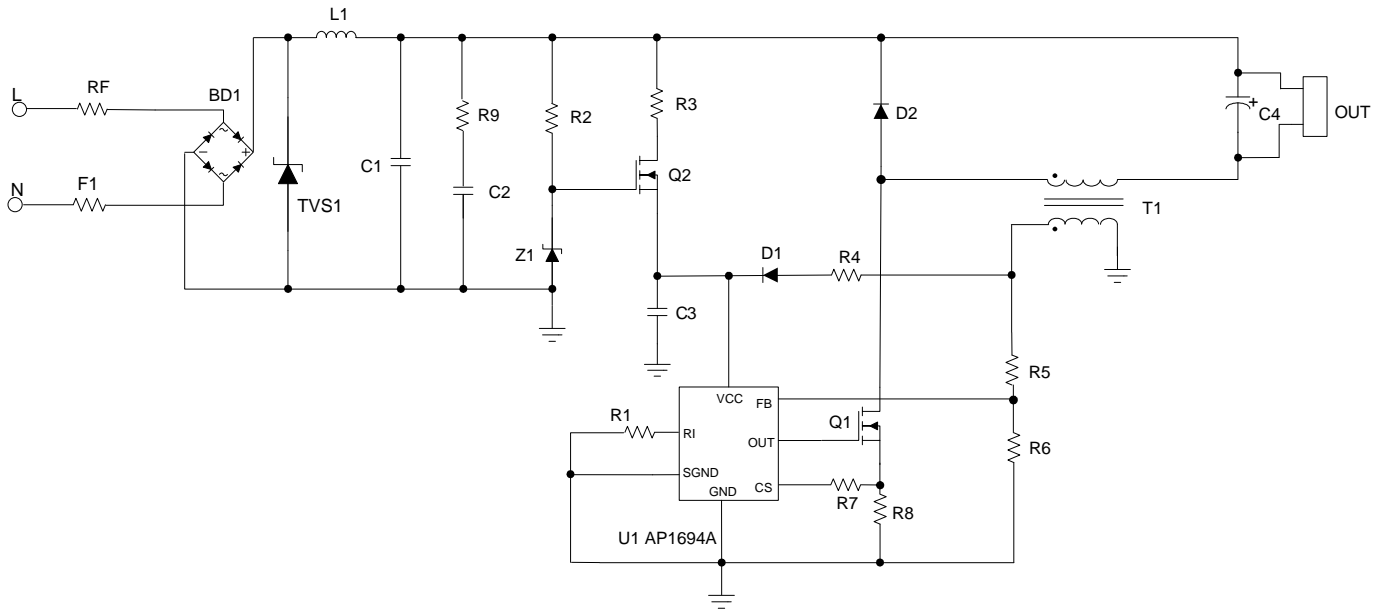 L1
L
RF
BD1
R9
R2
R3
D2
+
C4
OUT
~
-
+
~
C1
C2
Q2
N
F1
TVS1
T1
Z1
D1
R4
C3
R5
VCC
FB
R1
RI
OUT
Q1
R6
SGND
GND
CS
R7
R8
U1 AP1694A